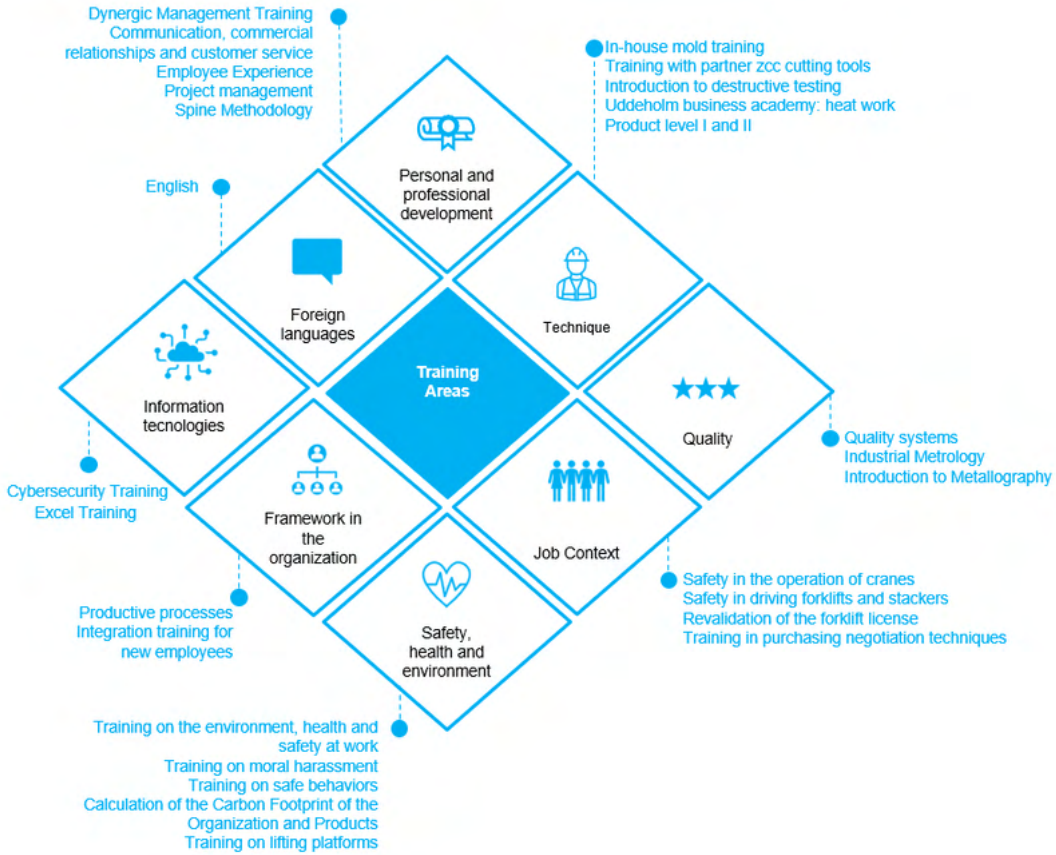 Dynergic Management Training
Communication, commercial
relationships and customer service
Employee Experience
Project management
Spine Methodology
In-house mold training
Training with partner zcc cutting tools
Introduction to destructive testing
Uddeholm business academy: heat work
Product level I and II
Personal and
professional
development
English
Foreign
languages
Technique
Training
Areas
Information
tecnologies
Quality
Quality systems
Industrial Metrology
Introduction to Metallography
Cybersecurity Training
Excel Training
Framework in
the
organization
Job Context
Productive processes
Integration training for
new employees
Safety in the operation of cranes
Safety in driving forklifts and stackers
Revalidation of the forklift license
Training in purchasing negotiation techniques
Safety,
health and
environment
Training on the environment, health and
safety at work
Training on moral harassment
Training on safe behaviors
Calculation of the Carbon Footprint of the
Organization and Products
Training on lifting platforms